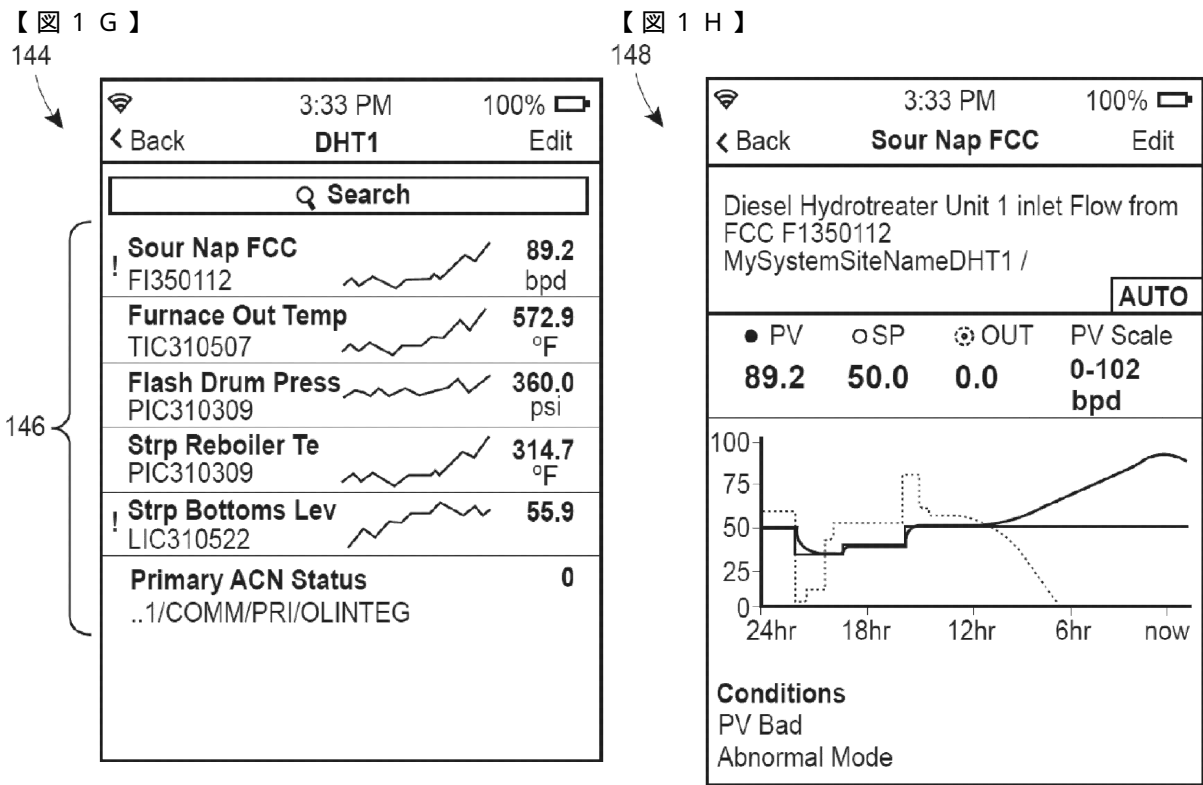 【図１Ｇ】
144
3:33 PM 100%
< Back DHT1 Edit
Search
146
! Sour Nap FCC 89.2
FI350112 bpd
Furnace Out Temp 572.9
TIC310507 °F
Flash Drum Press 360.0
PIC310309 psi
Strp Reboiler Te 314.7
PIC310309 °F
! Strp Bottoms Lev 55.9
LIC310522
Primary ACN Status 0
..1/COMM/PRI/OLINTEG
【図１Ｈ】
148
3:33 PM 100%
< Back Sour Nap FCC Edit
Diesel Hydrotreater Unit 1 inlet Flow from
FCC F1350112
MySystemSiteNameDHT1 /
AUTO
PV SP OUT PV Scale
89.2 50.0 0.0 0-102
bpd
100
75
50
25
0
24hr 18hr 12hr 6hr now
Conditions
PV Bad
Abnormal Mode